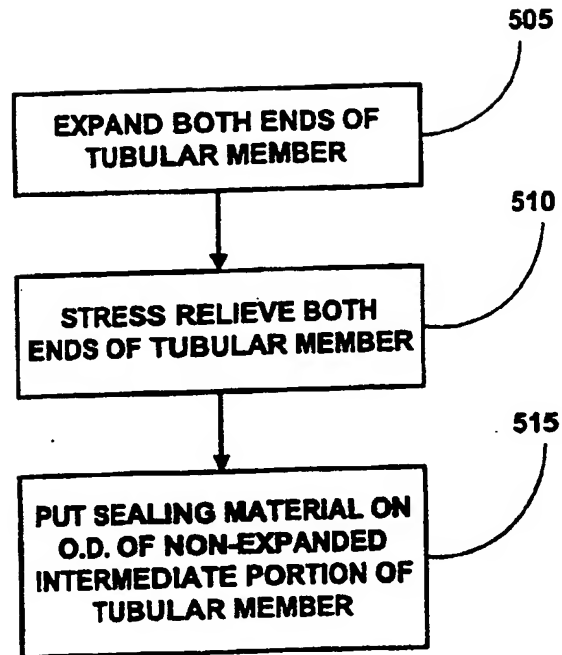 505
EXPAND BOTH ENDS OF
TUBULAR MEMBER
510
STRESS RELIEVE BOTH
ENDS OF TUBULAR MEMBER
515
PUT SEALING MATERIAL ON
O.D. OF NON-EXPANDED
INTERMEDIATE PORTION OF
TUBULAR MEMBER